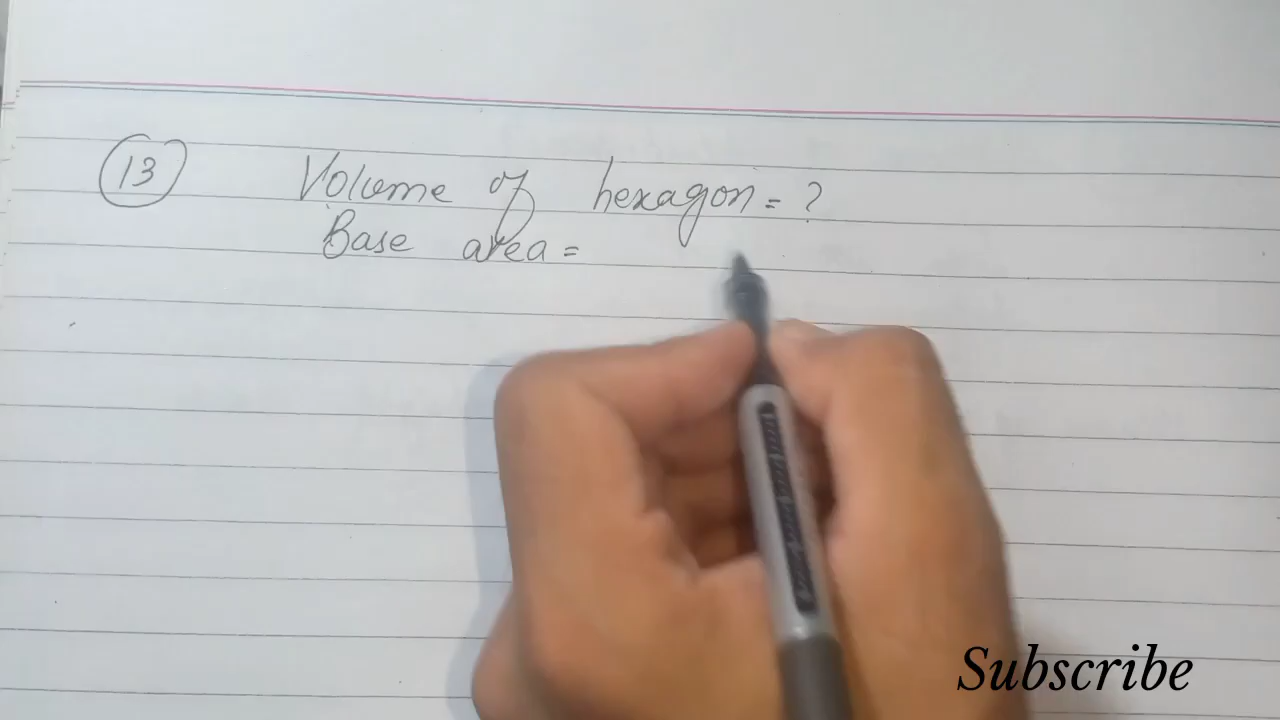 13 Volume of hexagon = ?
Base area =
Subscribe